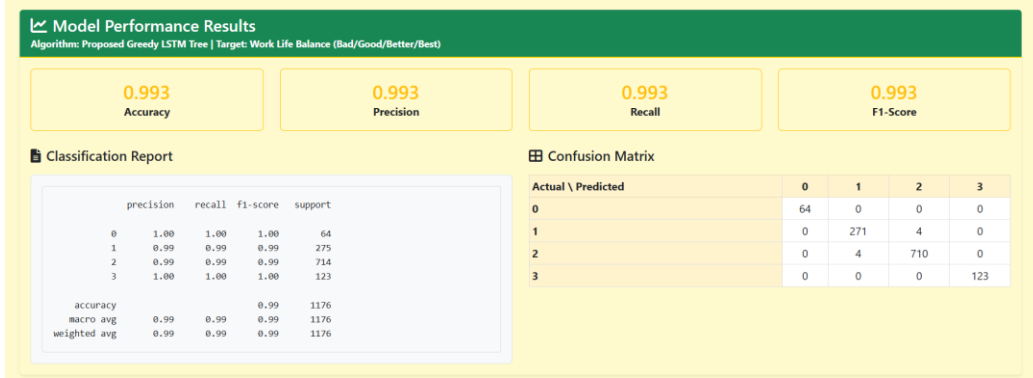 Model Performance Results
Algorithm: Proposed Greedy LSTM Tree | Target: Work Life Balance (Bad/Good/Better/Best)
0.993
Accuracy
0.993
Precision
0.993
Recall
0.993
F1-Score
Classification Report
precision recall f1-score support
0 1.00 1.00 1.00 64
1 0.99 0.99 0.99 275
2 0.99 0.99 0.99 714
3 1.00 1.00 1.00 123
accuracy 0.99 1176
macro avg 0.99 0.99 0.99 1176
weighted avg 0.99 0.99 0.99 1176
Confusion Matrix
Actual \ Predicted 0 1 2 3
0 64 0 0 0
1 0 271 4 0
2 0 4 710 0
3 0 0 0 123